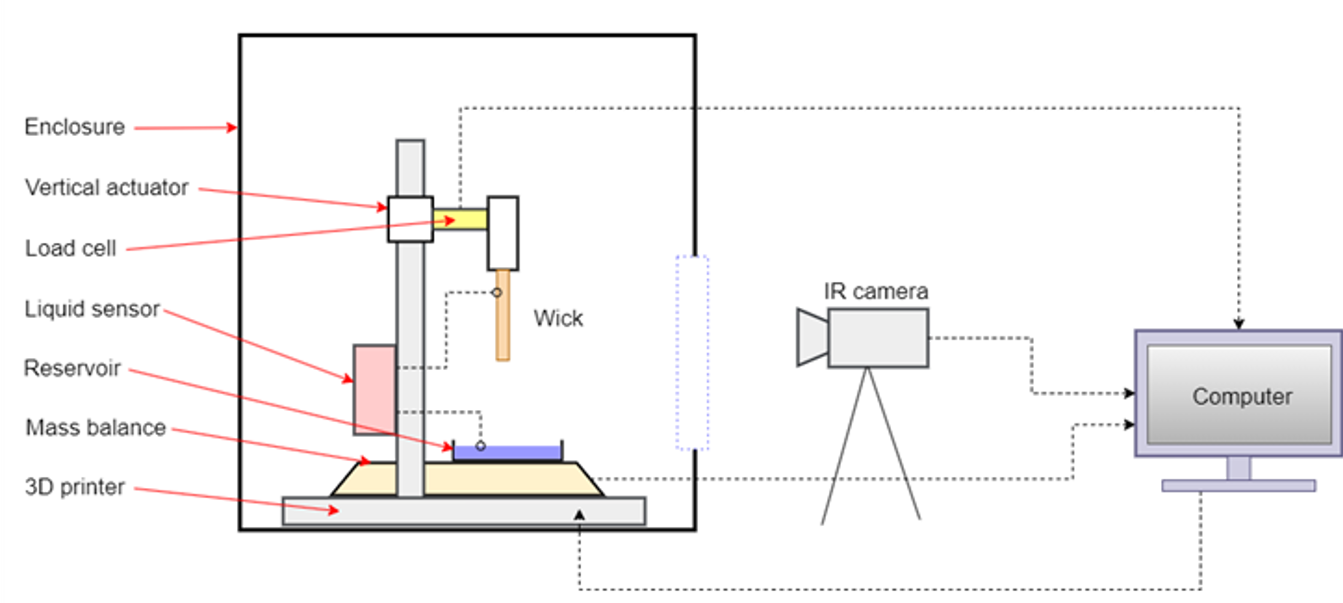 Enclosure
Vertical actuator
Load cell
Liquid sensor
Reservoir
Mass balance
3D printer
Wick
IR camera
Computer